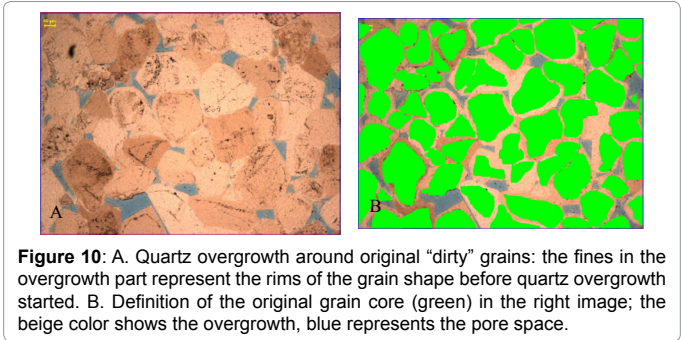 A
B
Figure 10: A. Quartz overgrowth around original “dirty” grains: the fines in the
overgrowth part represent the rims of the grain shape before quartz overgrowth
started. B. Definition of the original grain core (green) in the right image; the
beige color shows the overgrowth, blue represents the pore space.